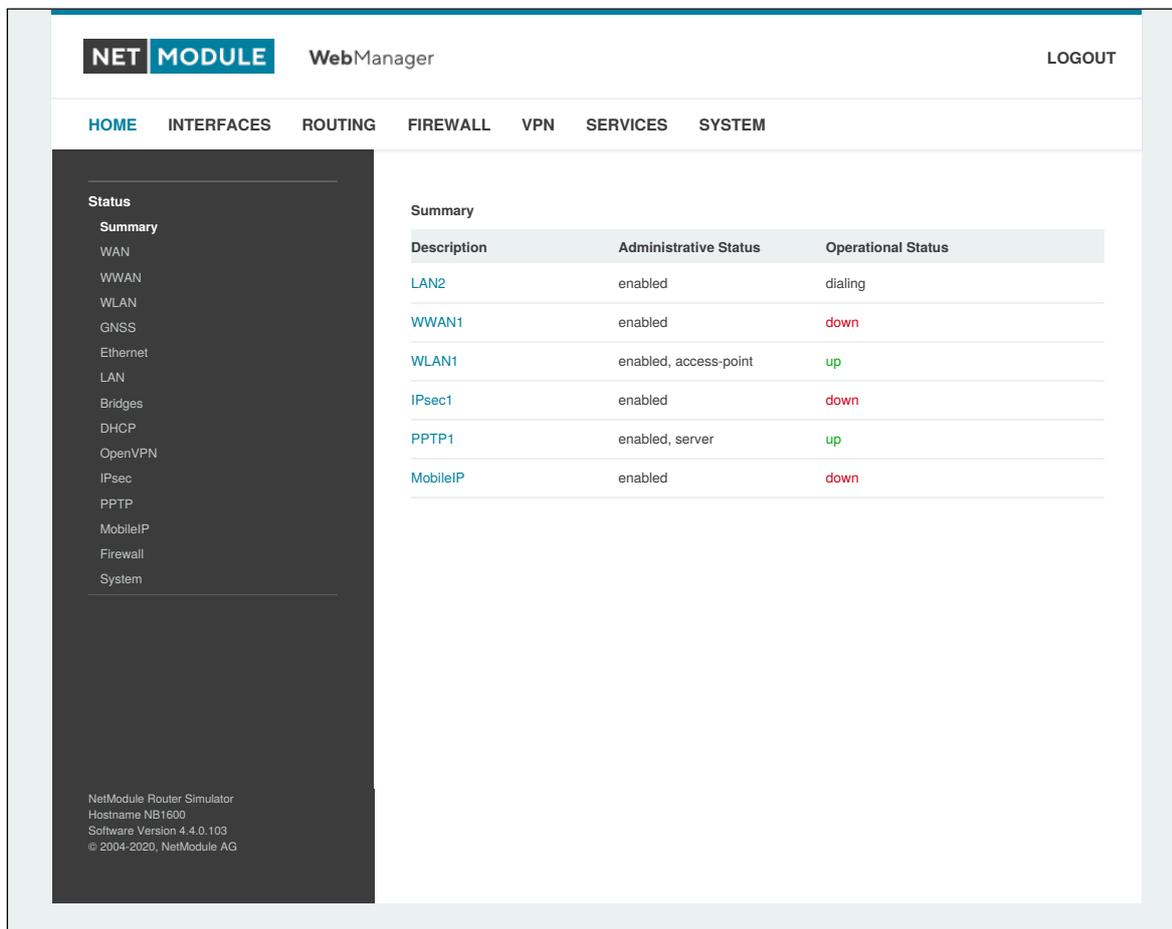 NET MODULE WebManager LOGOUT
HOME INTERFACES ROUTING FIREWALL VPN SERVICES SYSTEM
Status
Summary
WAN
WWAN
WLAN
GNSS
Ethernet
LAN
Bridges
DHCP
OpenVPN
IPsec
PPTP
MobileIP
Firewall
System
NetModule Router Simulator
Hostname NB1600
Software Version 4.4.0.103
© 2004-2020, NetModule AG
Summary
Description Administrative Status Operational Status
LAN2 enabled dialing
WWAN1 enabled down
WLAN1 enabled, access-point up
IPsec1 enabled down
PPTP1 enabled, server up
MobileIP enabled down